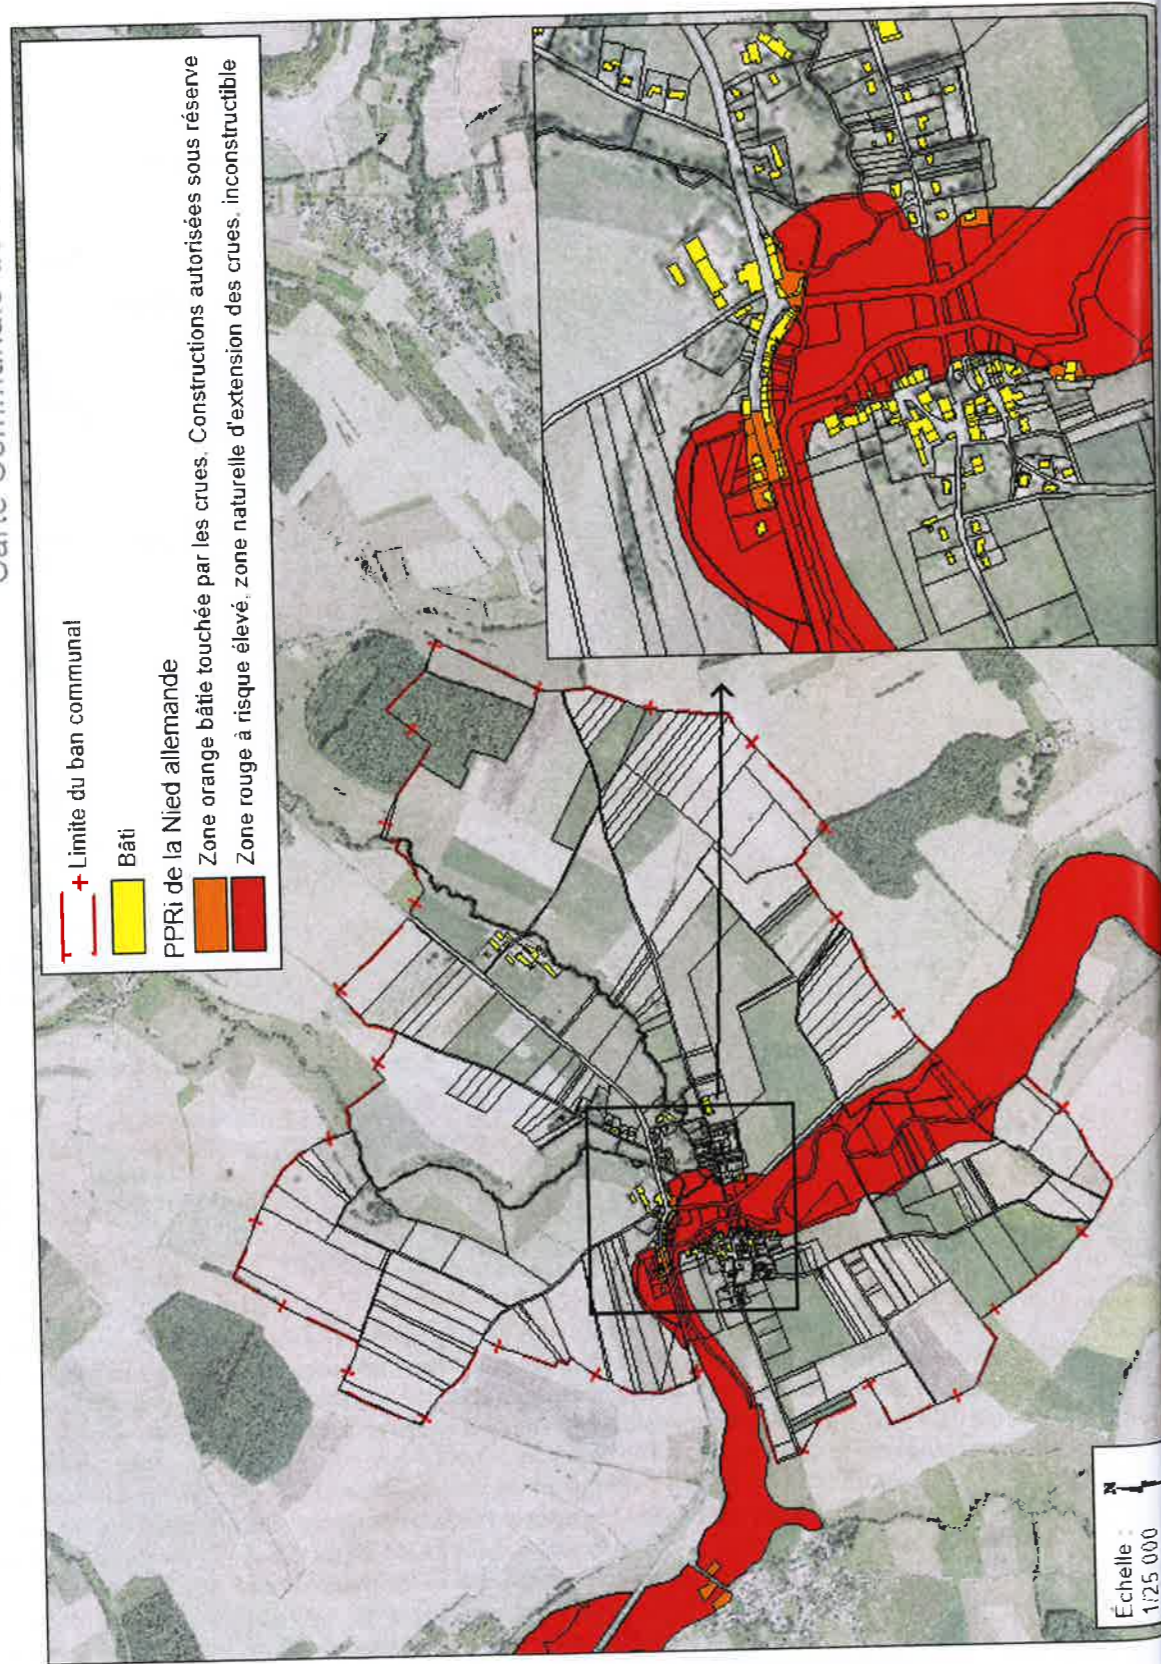 Limite du ban communal
Bâti
PPRi de la Nied allemande
Zone orange bâtie touchée par les crues. Constructions autorisées sous réserve
Zone rouge à risque élevé, zone naturelle d'extension des crues, inconstructible
Échelle :
1/25 000
N